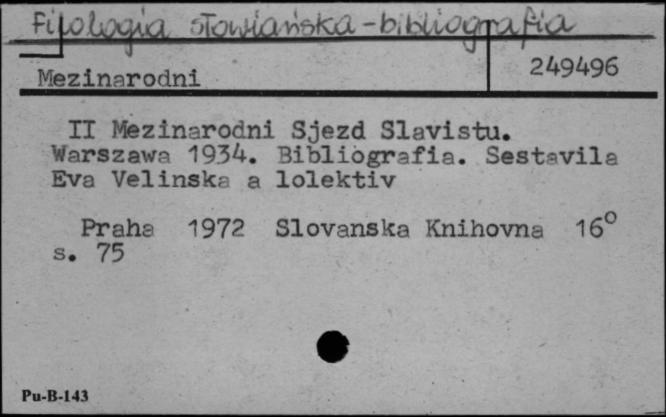 Filologia słowiańska - bibliografia
Mezinarodni
249496
II Mezinarodni Sjezd Slavistu.
Warszawa 1934. Bibliografia. Sestavila
Eva Velinska a lolektiv
Praha 1972 Slovanska Knihovna 16°
s. 75
Pu-B-143